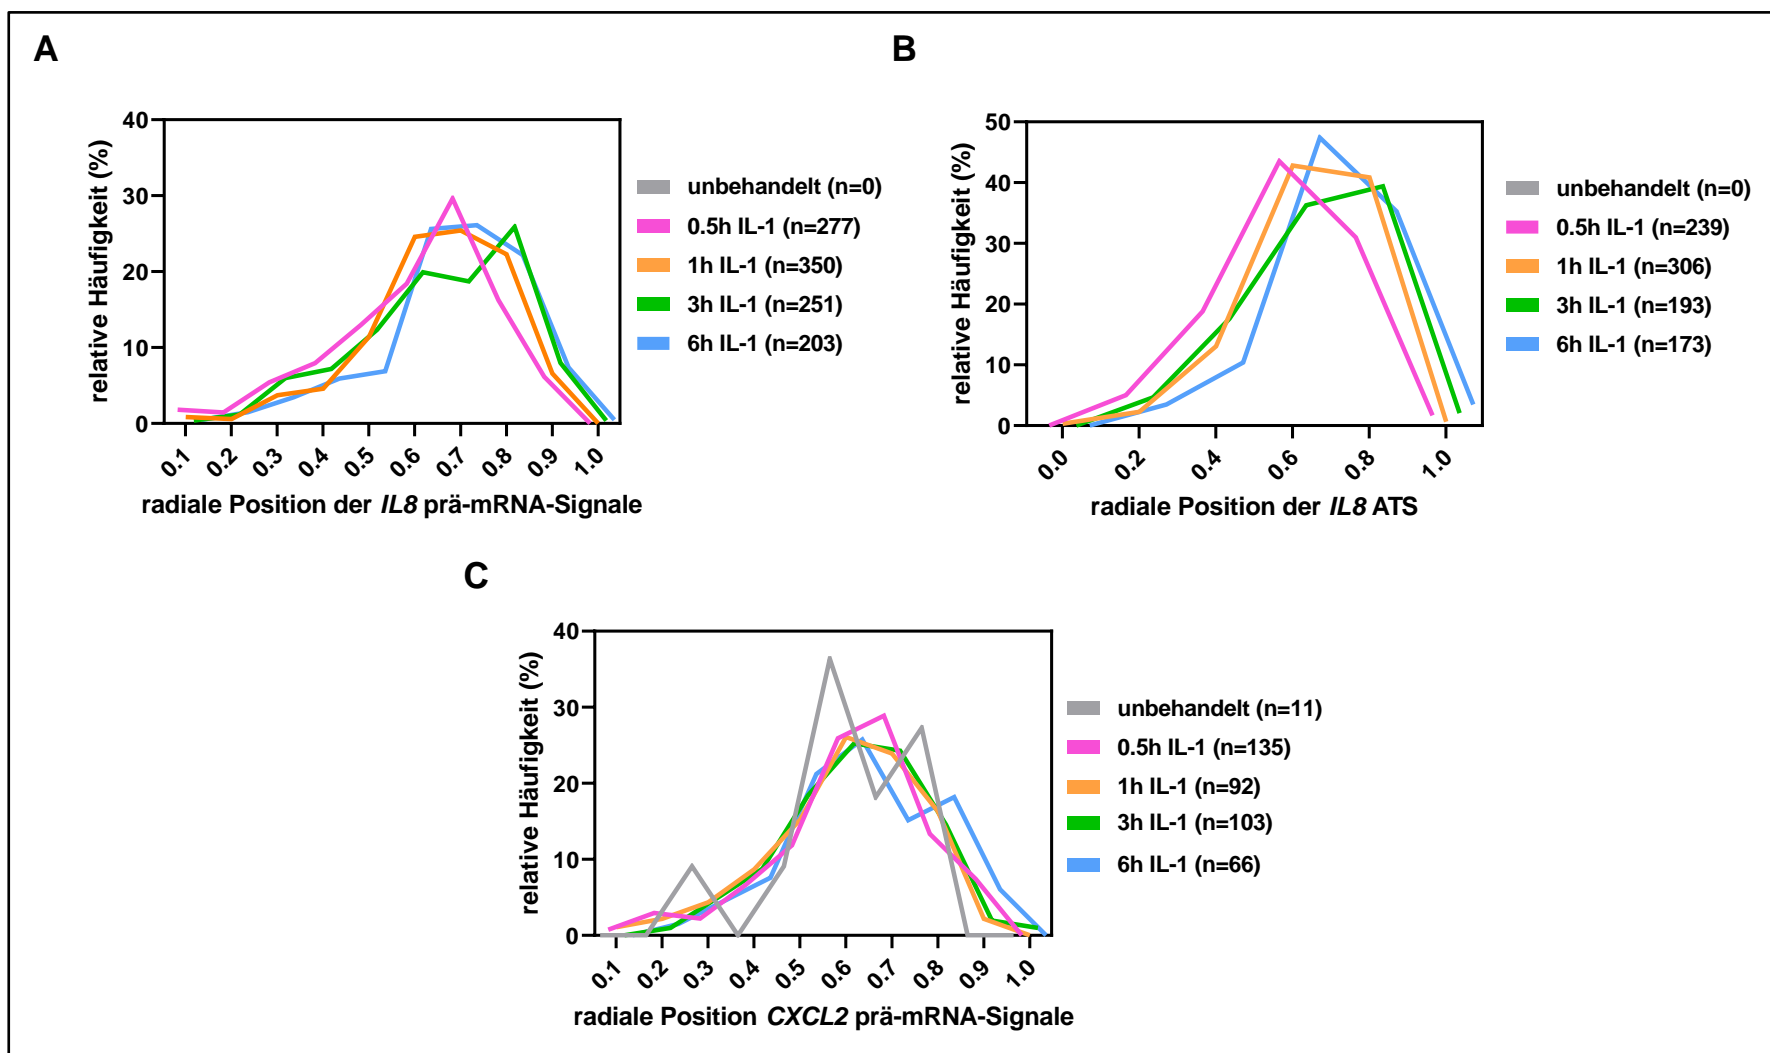 A
40
30
20
10
0
relative Häufigkeit (%)
0.1 0.2 0.3 0.4 0.5 0.6 0.7 0.8 0.9 1.0
radiale Position der IL8 prä-mRNA-Signale
unbehandelt (n=0)
0.5h IL-1 (n=277)
1h IL-1 (n=350)
3h IL-1 (n=251)
6h IL-1 (n=203)
B
50
40
30
20
10
0
relative Häufigkeit (%)
0.0 0.2 0.4 0.6 0.8 1.0
radiale Position der IL8 ATS
unbehandelt (n=0)
0.5h IL-1 (n=239)
1h IL-1 (n=306)
3h IL-1 (n=193)
6h IL-1 (n=173)
C
40
30
20
10
0
relative Häufigkeit (%)
0.1 0.2 0.3 0.4 0.5 0.6 0.7 0.8 0.9 1.0
radiale Position CXCL2 prä-mRNA-Signale
unbehandelt (n=11)
0.5h IL-1 (n=135)
1h IL-1 (n=92)
3h IL-1 (n=103)
6h IL-1 (n=66)